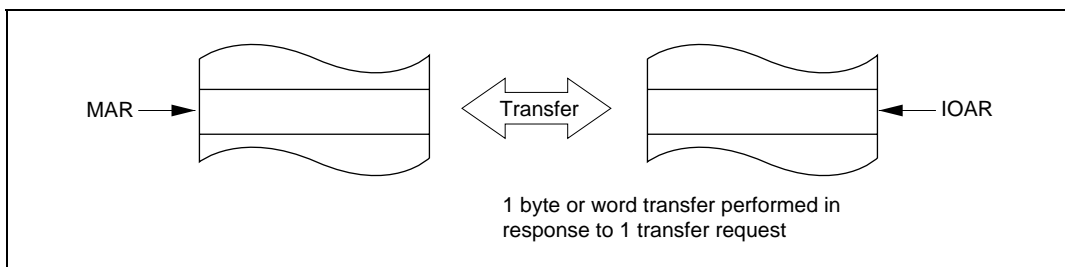 MAR
Transfer
IOAR
1 byte or word transfer performed in
response to 1 transfer request